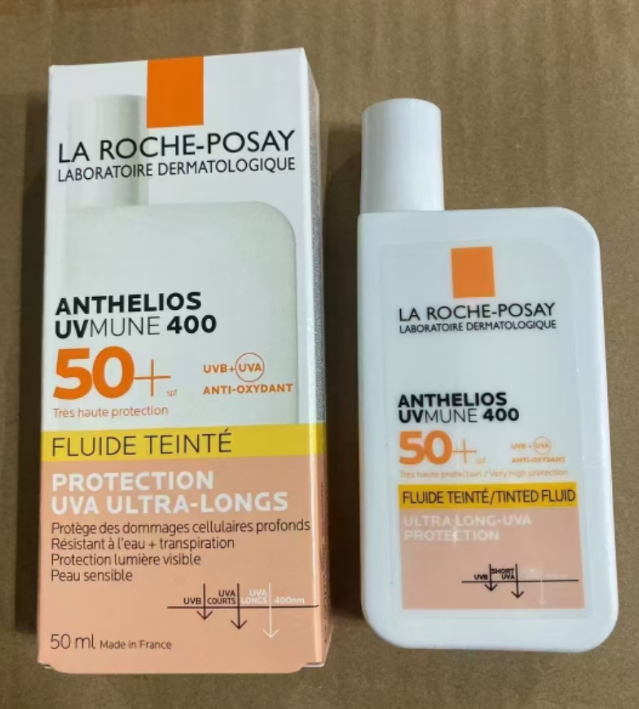 LA ROCHE-POSAY
LABORATOIRE DERMATOLOGIQUE
ANTHELIOS
UVMUNE 400
50+
spf
UVB+UVA
ANTI-OXYDANT
Très haute protection
FLUIDE TEINTÉ
PROTECTION
UVA ULTRA-LONGS
Protège des dommages cellulaires profonds
Résistant à l'eau + transpiration
Protection lumière visible
Peau sensible
UVB
UVA COURTS
UVA LONGS
400nm
50 ml Made in France
LA ROCHE-POSAY
LABORATOIRE DERMATOLOGIQUE
ANTHELIOS
UVMUNE 400
50+
spf
UVB + UVA
ANTI-OXYDANT
Très haute protection / Very high protection
FLUIDE TEINTÉ/TINTED FLUID
ULTRA LONG-UVA
PROTECTION
UVB
SHORT UVA